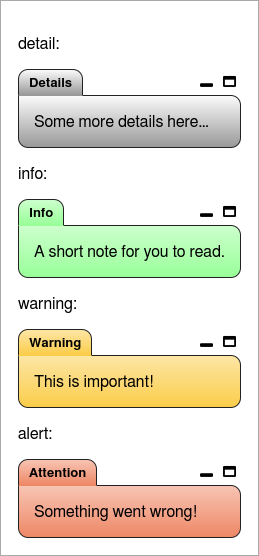 detail:
Details
Some more details here...
info:
Info
A short note for you to read.
warning:
Warning
This is important!
alert:
Attention
Something went wrong!